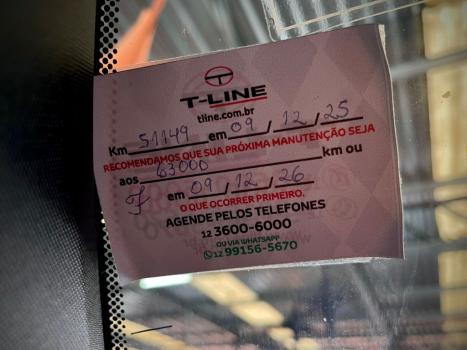 T-LINE
tline.com.br
Km 51149 em 09/12/25
RECOMENDAMOS QUE SUA PRÓXIMA MANUTENÇÃO SEJA
aos 63000 km ou
em 09/12/26
O QUE OCORRER PRIMEIRO.
AGENDE PELOS TELEFONES
12 3600-6000
OU VIA WHATSAPP
12 99156-5670